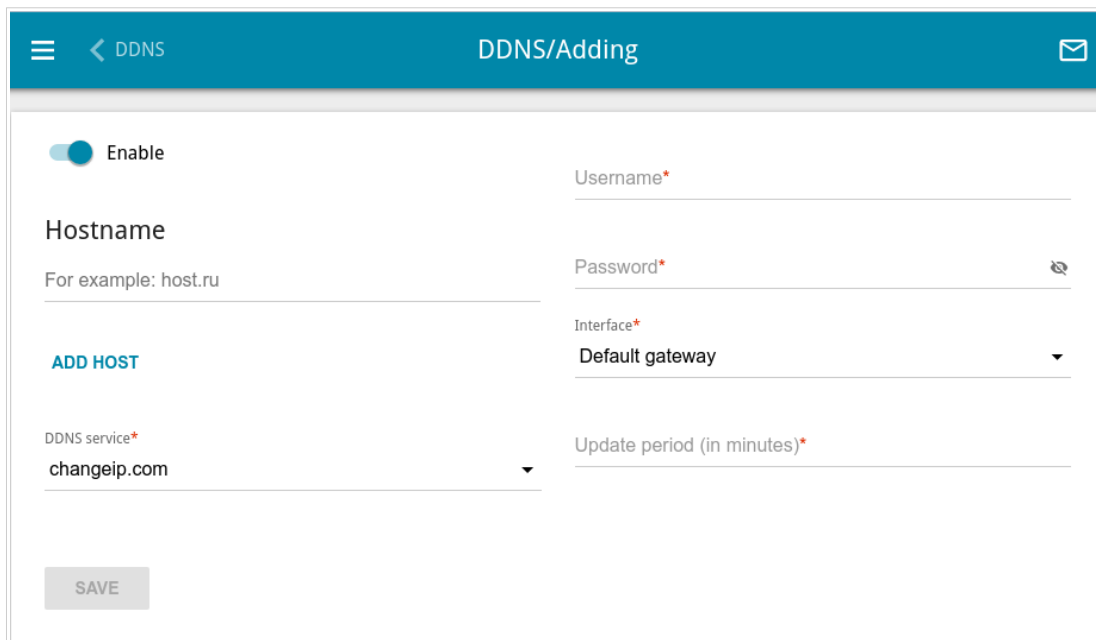 DDNS
DDNS/Adding
Enable
Hostname
For example: host.ru
ADD HOST
DDNS service*
changeip.com
SAVE
Username*
Password*
Interface*
Default gateway
Update period (in minutes)*